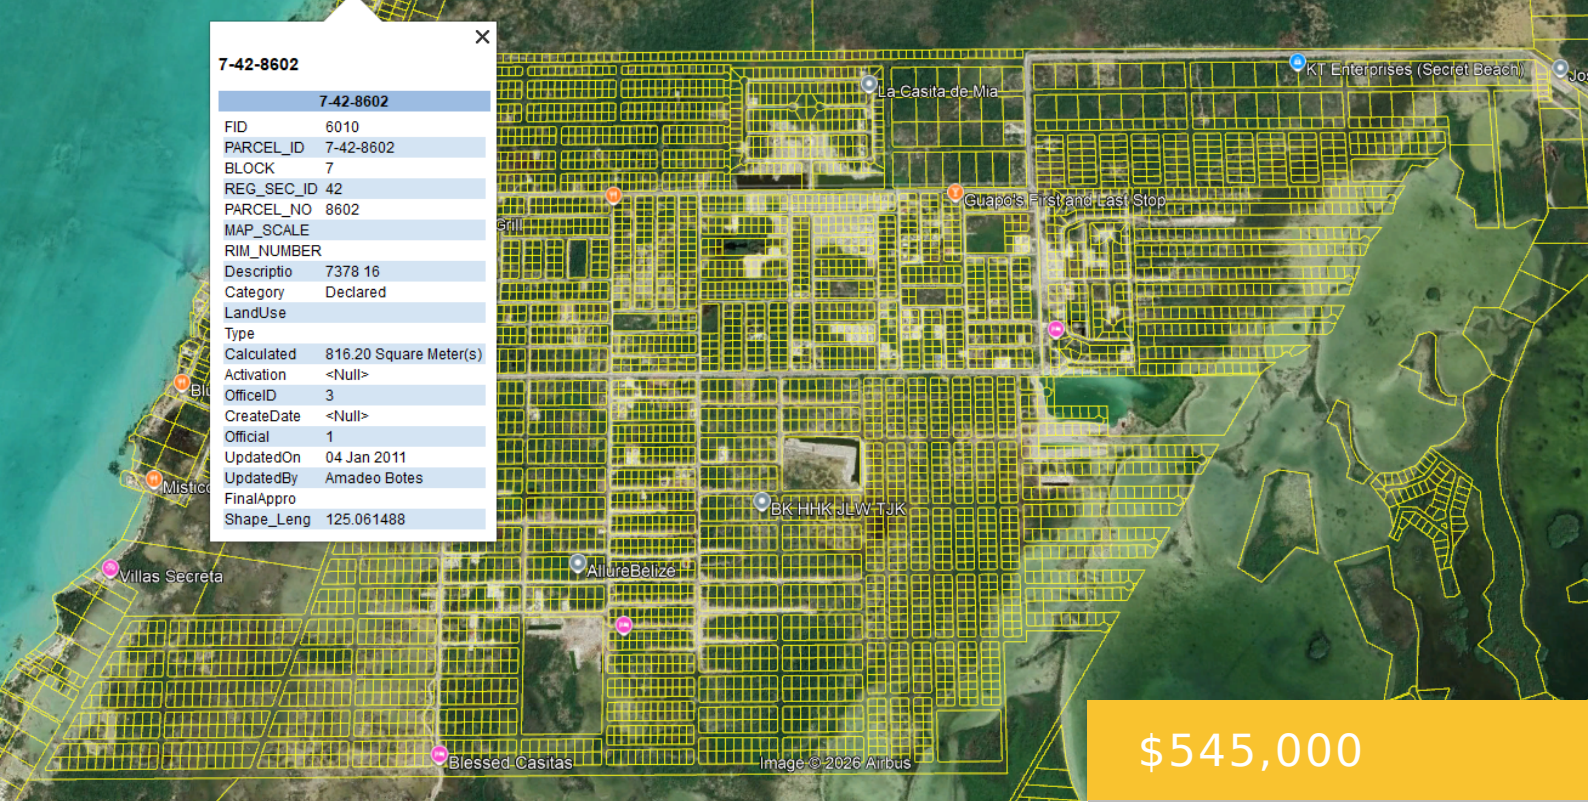 7-42-8602
7-42-8602
FID 6010
PARCEL_ID 7-42-8602
BLOCK 7
REG_SEC_ID 42
PARCEL_NO 8602
MAP_SCALE
RIM_NUMBER
Descriptio 7378 16
Category Declared
LandUse
Type
Calculated 816.20 Square Meter(s)
Activation <Null>
OfficeID 3
CreateDate <Null>
Official 1
UpdatedOn 04 Jan 2011
UpdatedBy Amadeo Botes
FinalAppro
Shape_Leng 125.061488
KT Enterprises (Secret Beach)
Jos
La Casita de Mia
Guapo's First and Last Stop
Grill
Blu
Mistico
BK HHK JLW TJK
Villas Secreta
AllureBelize
Blessed Casitas
Image © 2026 Airbus
$545,000